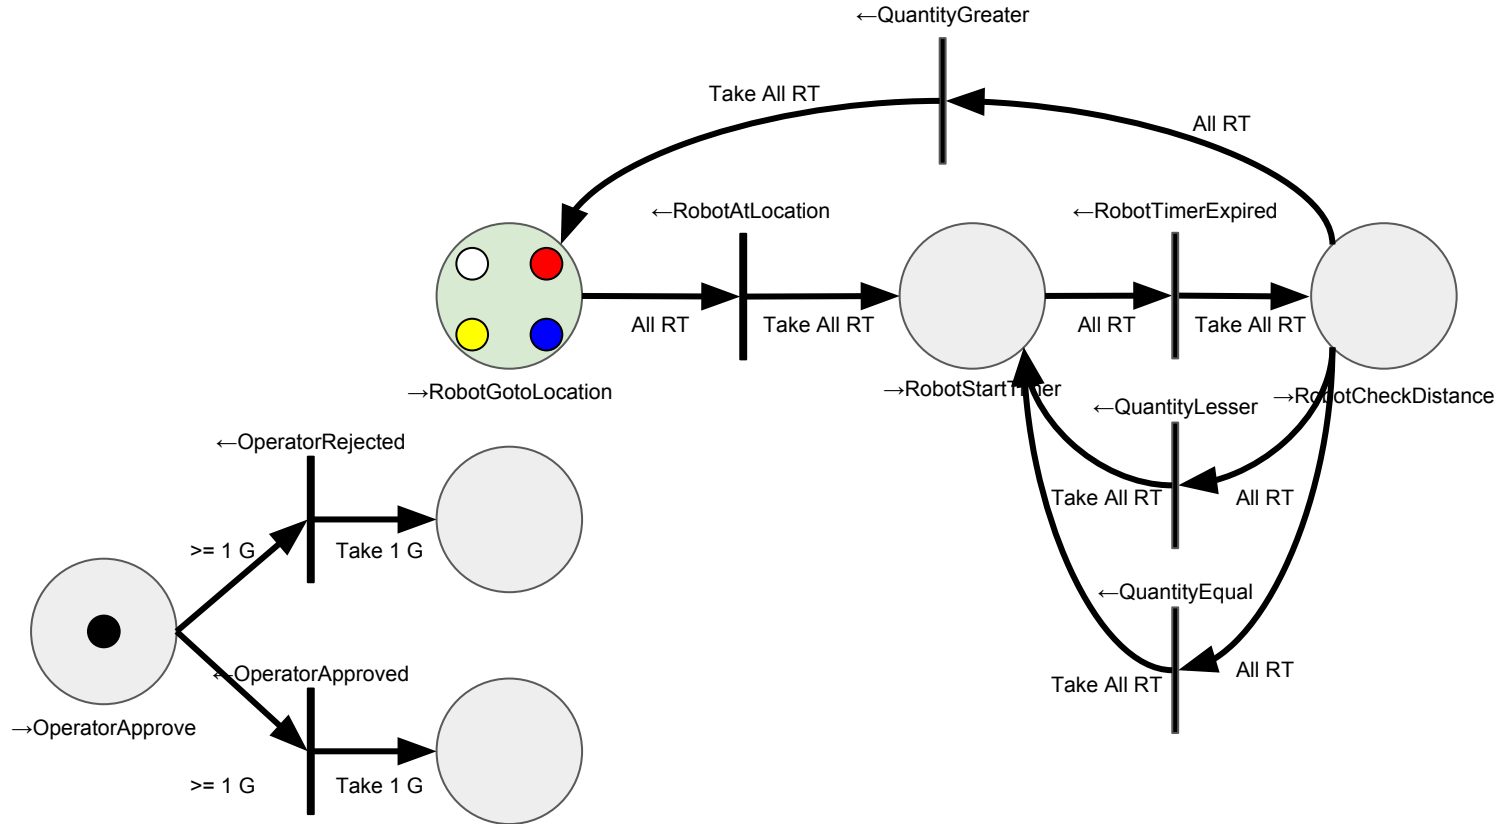 ←QuantityGreater
Take All RT
All RT
←RobotAtLocation
←RobotTimerExpired
All RT
Take All RT
All RT
Take All RT
→RobotGotoLocation
→RobotStartTimer
→RobotCheckDistance
←QuantityLesser
←OperatorRejected
Take All RT
All RT
>= 1 G
Take 1 G
←QuantityEqual
←OperatorApproved
Take All RT
All RT
→OperatorApprove
>= 1 G
Take 1 G